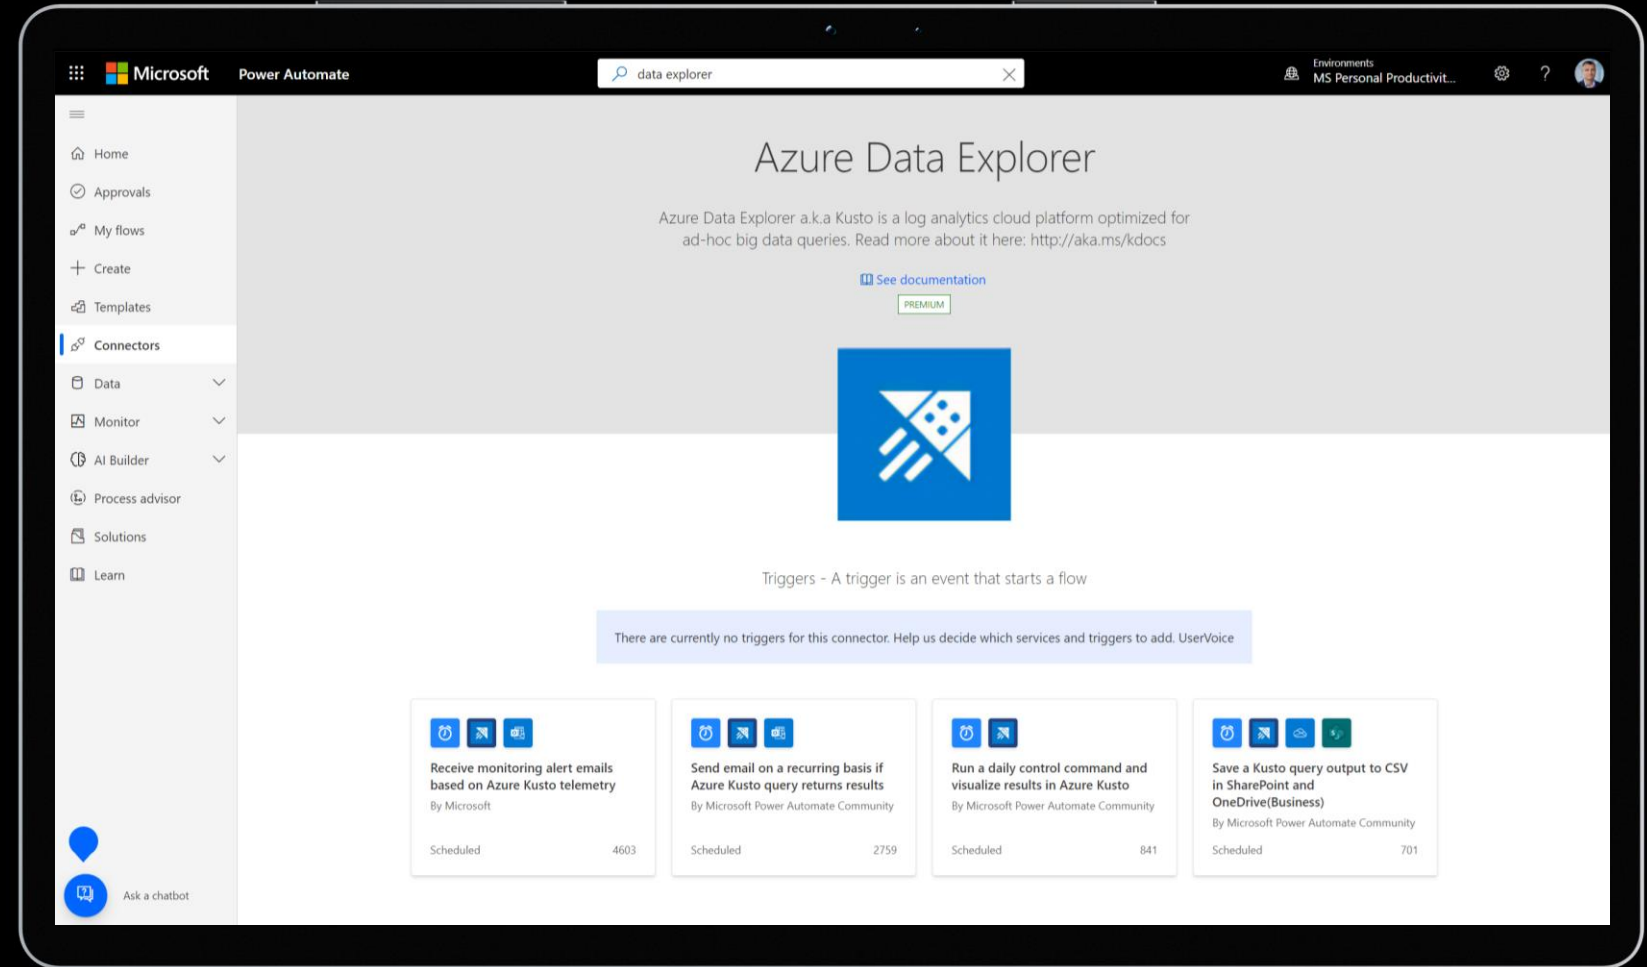 Microsoft
Power Automate
data explorer
Environments
MS Personal Productivit...
?
Home
Approvals
My flows
Create
Templates
Connectors
Data
Monitor
AI Builder
Process advisor
Solutions
Learn
Ask a chatbot
Azure Data Explorer
Azure Data Explorer a.k.a Kusto is a log analytics cloud platform optimized for
ad-hoc big data queries. Read more about it here: http://aka.ms/kdocs
See documentation
PREMIUM
Triggers - A trigger is an event that starts a flow
There are currently no triggers for this connector. Help us decide which services and triggers to add. UserVoice
Receive monitoring alert emails
based on Azure Kusto telemetry
By Microsoft
Scheduled 4603
Send email on a recurring basis if
Azure Kusto query returns results
By Microsoft Power Automate Community
Scheduled 2759
Run a daily control command and
visualize results in Azure Kusto
By Microsoft Power Automate Community
Scheduled 841
Save a Kusto query output to CSV
in SharePoint and
OneDrive(Business)
By Microsoft Power Automate Community
Scheduled 701